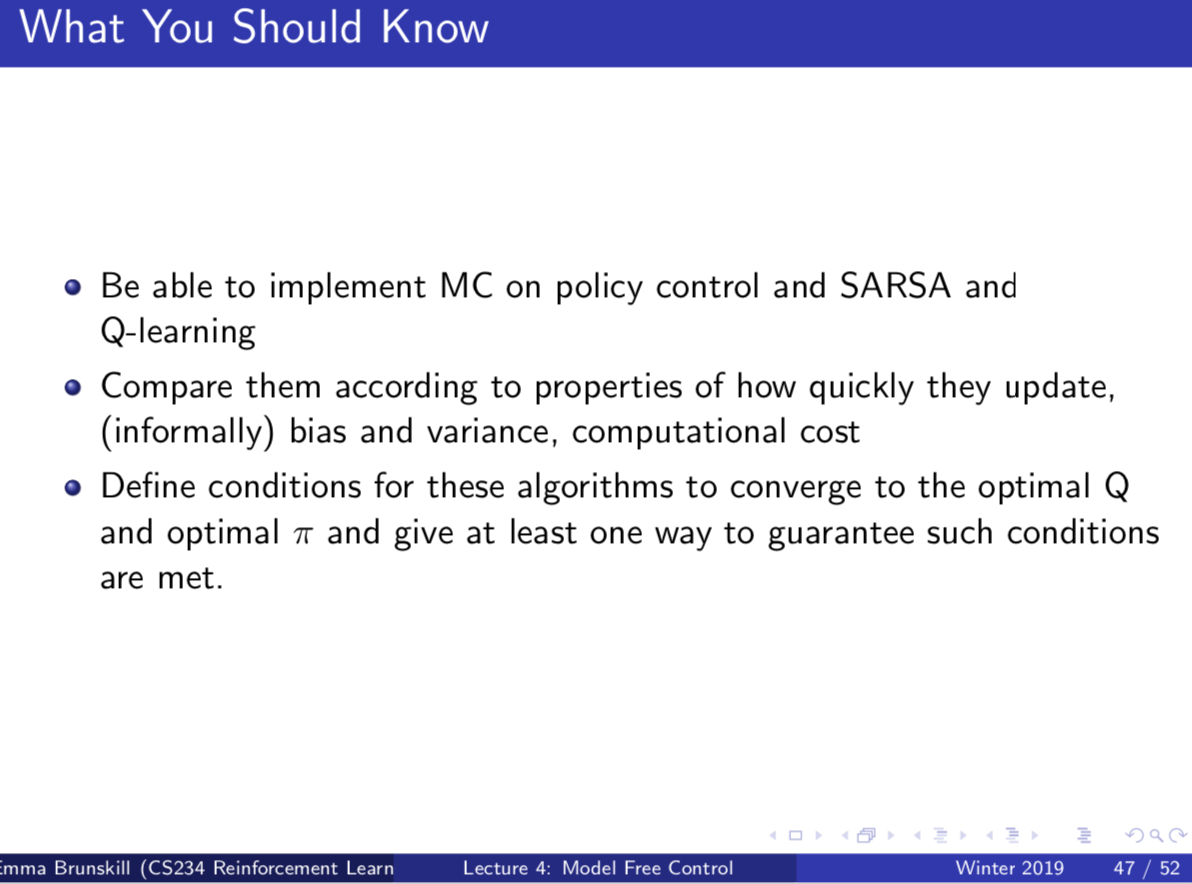 What You Should Know
Be able to implement MC on policy control and SARSA and
Q-learning
Compare them according to properties of how quickly they update,
(informally) bias and variance, computational cost
Define conditions for these algorithms to converge to the optimal Q
and optimal π and give at least one way to guarantee such conditions
are met.
Emma Brunskill (CS234 Reinforcement Learn
Lecture 4: Model Free Control
Winter 2019
47 / 52